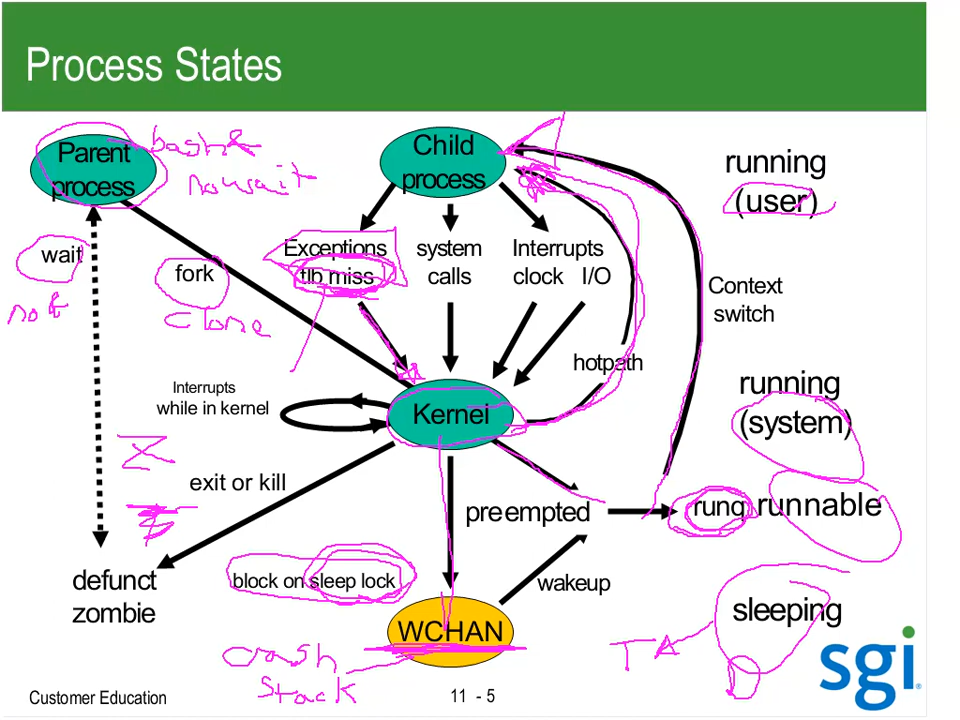 Process States
Parent
process
bash &
nowait
Child
process
running
(user)
wait
not
fork
clone
Exceptions
tlb miss
system
calls
Interrupts
clock I/O
Context
switch
hotpath
Interrupts
while in kernel
Kernel
running
(system)
Z
exit or kill
preempted
runq runnable
defunct
zombie
block on sleep lock
wakeup
WCHAN
sleeping
crash
stack
sgi
Customer Education
11 - 5